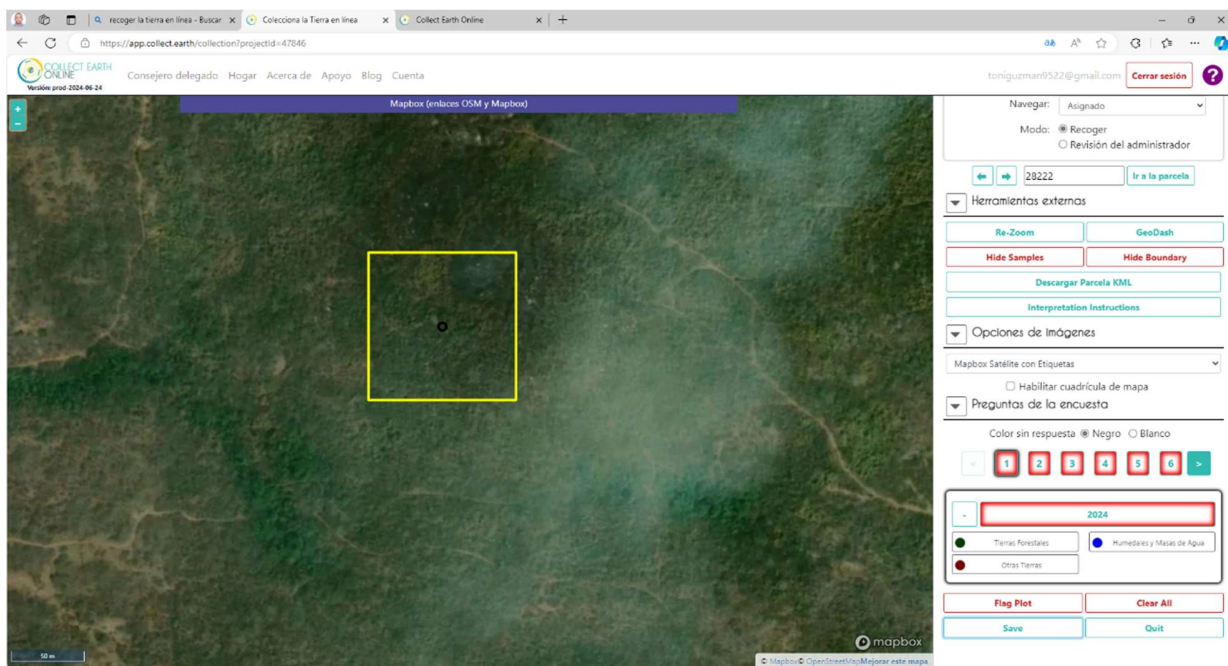 recoger la tierra en línea - Buscar
Colecciona la Tierra en línea
Collect Earth Online
https://app.collect.earth/collection?projectId=47846
COLLECT EARTH
ONLINE
Versión: prod-2024-06-24
Consejero delegado Hogar Acerca de Apoyo Blog Cuenta
toniguzman9522@gmail.com
Cerrar sesión
?
Mapbox (enlaces OSM y Mapbox)
Navegar: Asignado
Modo: Recoger
Revisión del administrador
28222
Ir a la parcela
Herramientas externas
Re-Zoom
GeoDash
Hide Samples
Hide Boundary
Descargar Parcela KML
Interpretation Instructions
Opciones de imágenes
Mapbox Satélite con Etiquetas
Habilitar cuadrícula de mapa
Preguntas de la encuesta
Color sin respuesta Negro Blanco
< 1 2 3 4 5 6 >
- 2024
Tierras Forestales
Humedales y Masas de Agua
Otras Tierras
Flag Plot
Clear All
Save
Quit
50 m
mapbox
© Mapbox© OpenStreetMapMejorar este mapa